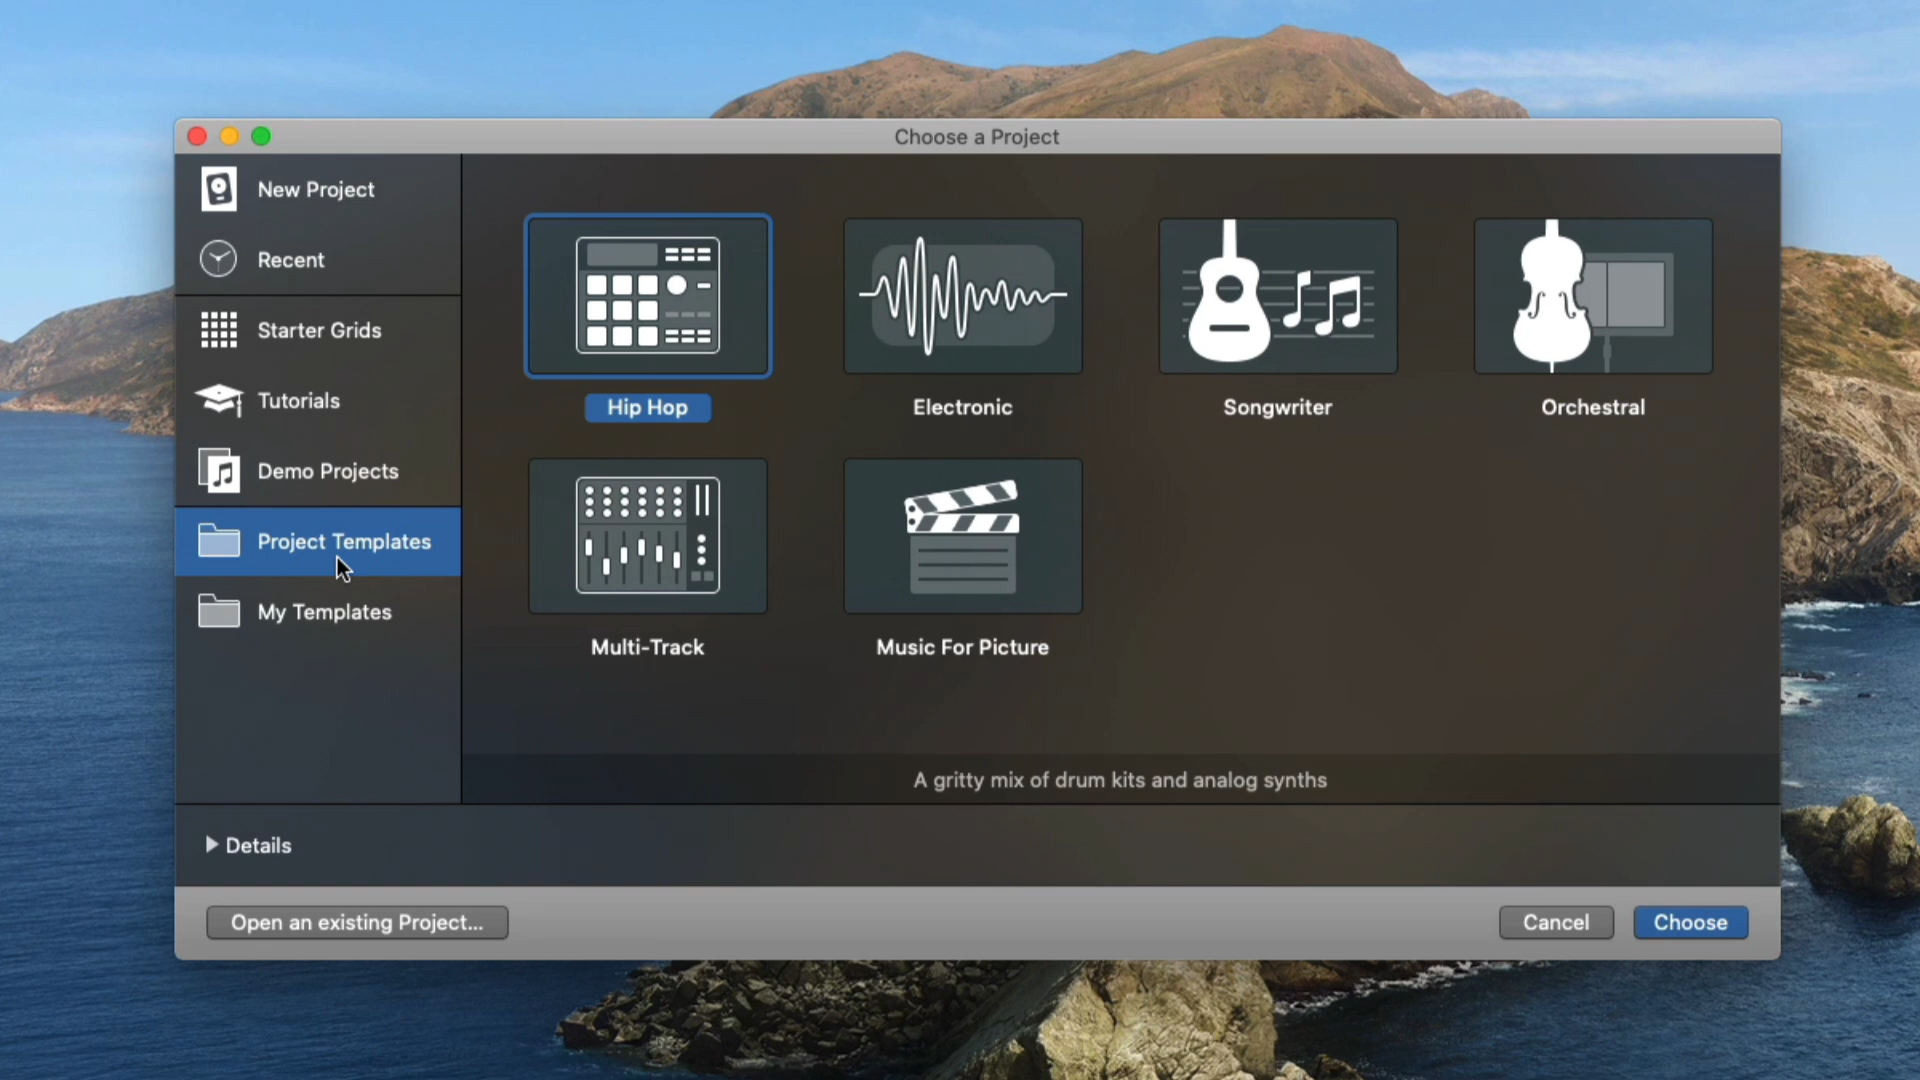 Choose a Project
New Project
Recent
Starter Grids
Tutorials
Demo Projects
Project Templates
My Templates
Hip Hop
Electronic
Songwriter
Orchestral
Multi-Track
Music For Picture
A gritty mix of drum kits and analog synths
Details
Open an existing Project...
Cancel
Choose